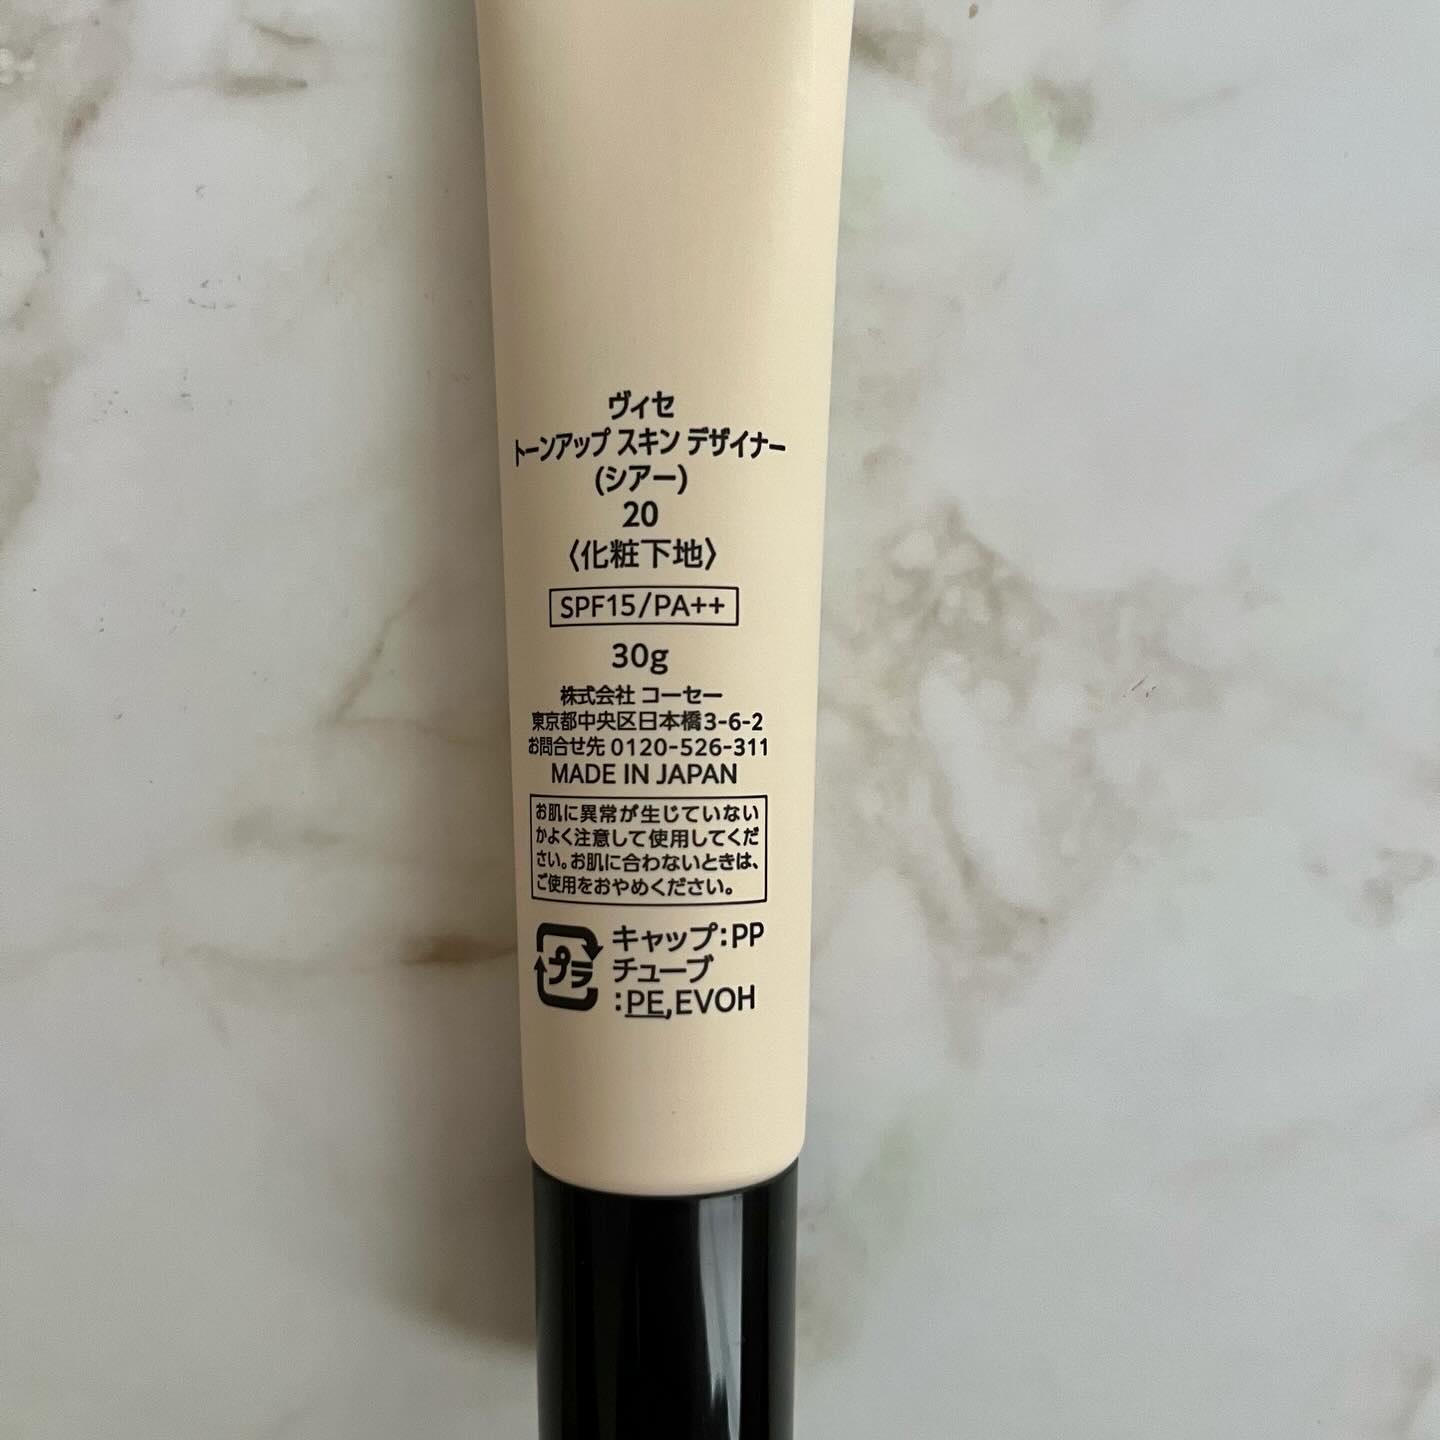 ヴィセ
トーンアップ スキン デザイナー
(シアー)
20
〈化粧下地〉
SPF15/PA++
30g
株式会社 コーセー
東京都中央区日本橋3-6-2
お問合せ先 0120-526-311
MADE IN JAPAN
お肌に異常が生じていない
かよく注意して使用してくだ
さい。お肌に合わないときは、
ご使用をおやめください。
プラ
キャップ:PP
チューブ
:PE,EVOH